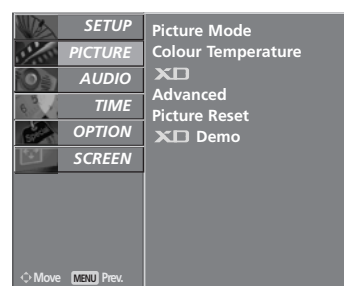 SETUP
PICTURE
AUDIO
TIME
OPTION
SCREEN
Picture Mode
Colour Temperature
XD
Advanced
Picture Reset
XD Demo
Move MENU Prev.